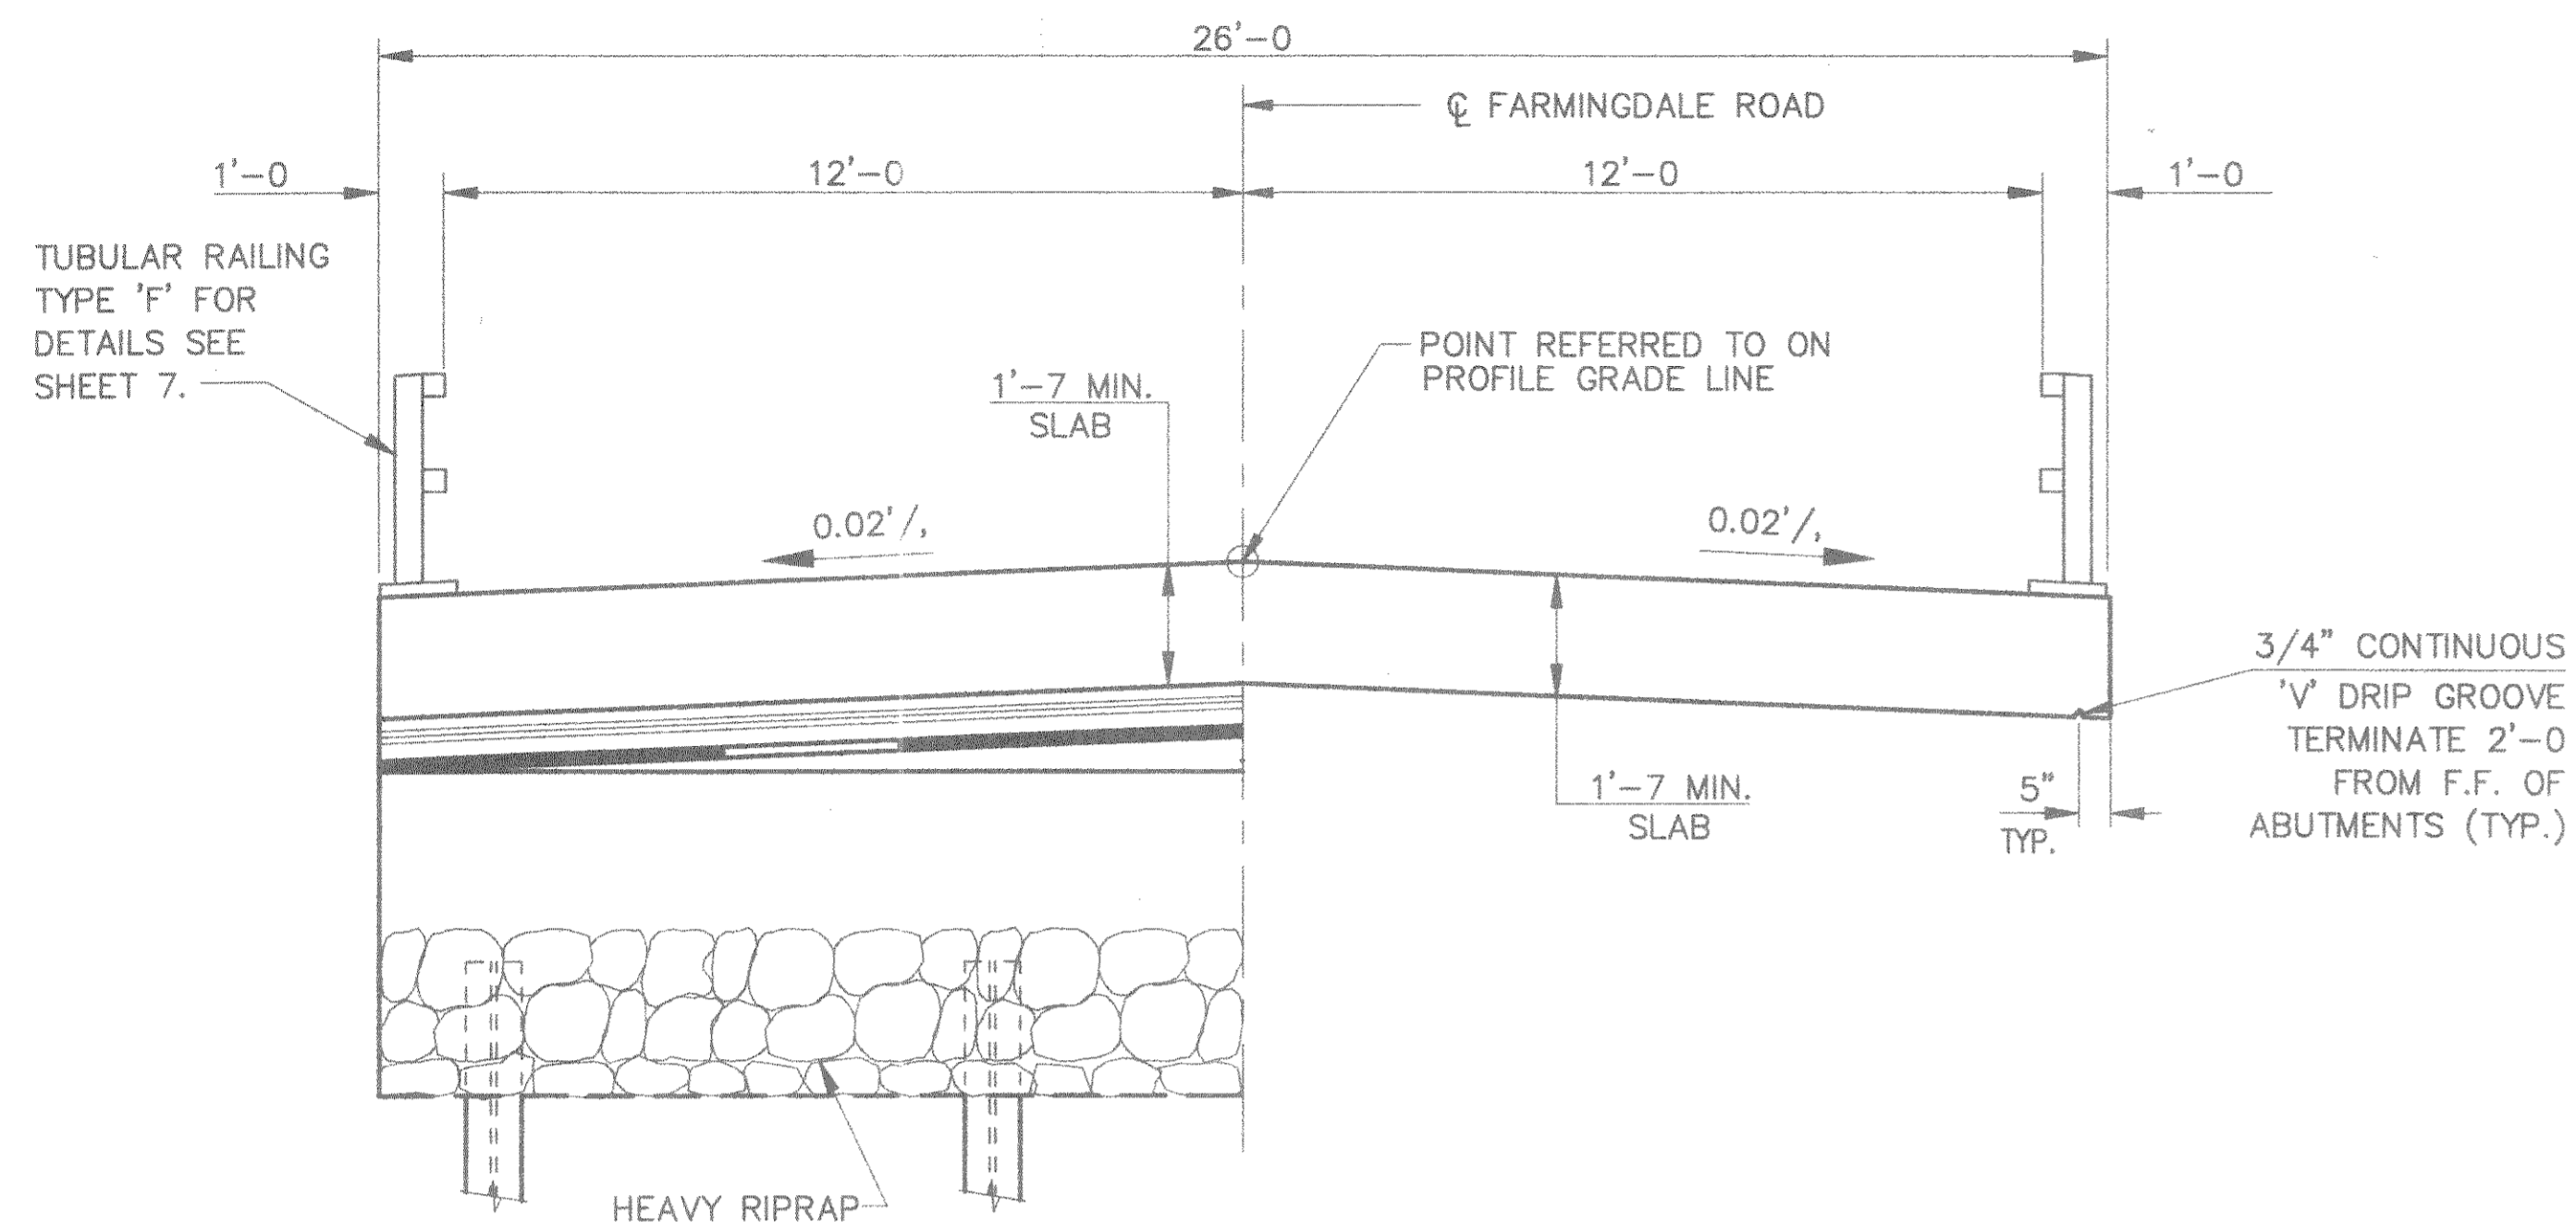 26'-0
℄ FARMINGDALE ROAD
1'-0
12'-0
12'-0
1'-0
TUBULAR RAILING
TYPE 'F' FOR
DETAILS SEE
SHEET 7.
POINT REFERRED TO ON
PROFILE GRADE LINE
1'-7 MIN.
SLAB
0.02'/,
0.02'/,
3/4" CONTINUOUS
'V' DRIP GROOVE
TERMINATE 2'-0
FROM F.F. OF
ABUTMENTS (TYP.)
1'-7 MIN.
SLAB
5"
TYP.
HEAVY RIPRAP